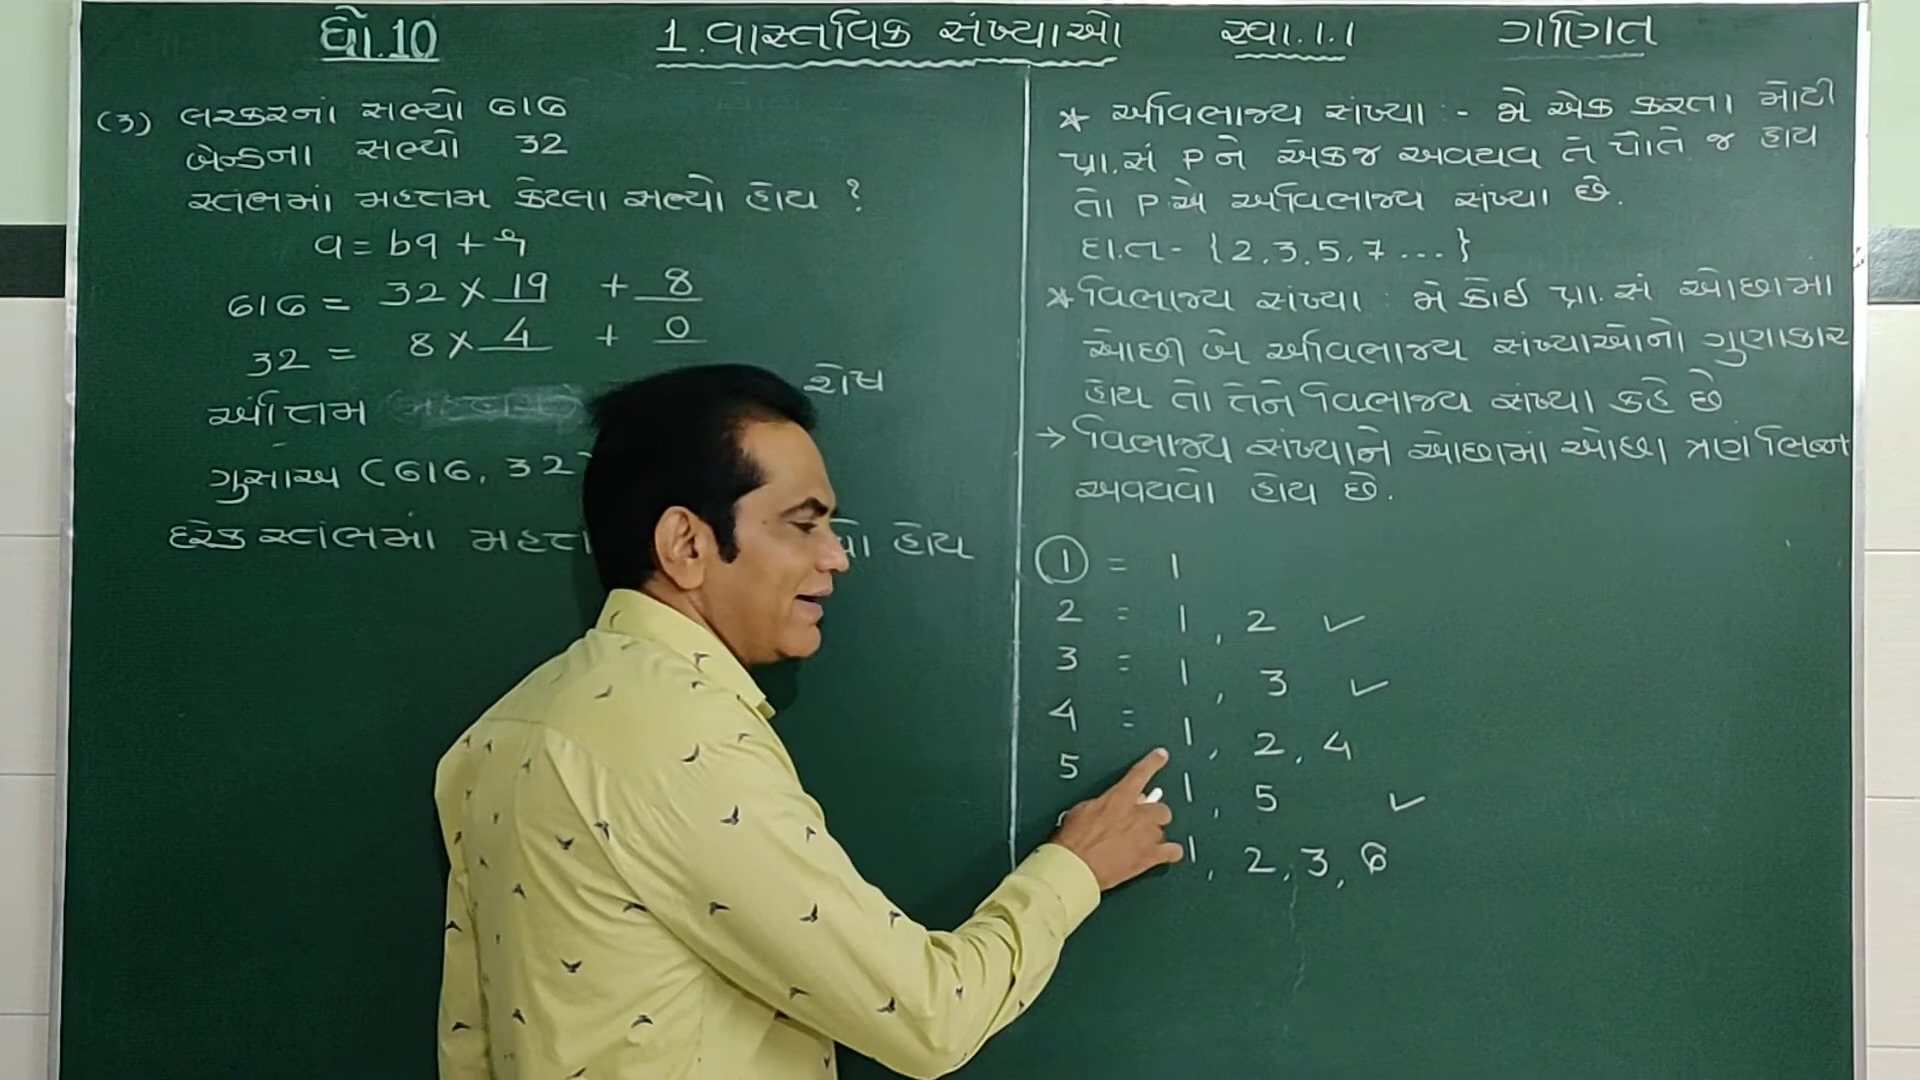 ધો.10 1.વાસ્તવિક સંખ્યાઓ સ્વા.1.1 ગણિત
(3) લશ્કરનાં સભ્યો 616
બેન્ડના સભ્યો 32
સ્તંભમાં મહત્તમ કેટલા સભ્યો હોય ?
a = bq + r
616 = 32 × 19 + 8
32 = 8 × 4 + 0
અંતિમ શેષ
ગુસાઅ (616, 32)
દરેક સ્તંભમાં હોય
* અવિભાજ્ય સંખ્યા :- જો એક કરતા મોટી
પ્રા.સં P ને એકજ અવયવ તે પોતે જ હોય
તો P એ અવિભાજ્ય સંખ્યા છે.
દા.ત - {2,3,5,7 ...}
* વિભાજ્ય સંખ્યા : જો કોઈ પ્રા.સં ઓછામાં
ઓછી બે અવિભાજ્ય સંખ્યાઓનો ગુણાકાર
હોય તો તેને વિભાજ્ય સંખ્યા કહે છે
→ વિભાજ્ય સંખ્યાને ઓછામાં ઓછા ત્રણ ભિન્ન
અવયવો હોય છે.
1 = 1
2 = 1, 2 ✓
3 = 1, 3 ✓
4 = 1, 2, 4
5 1, 5 ✓
1, 2, 3, 6